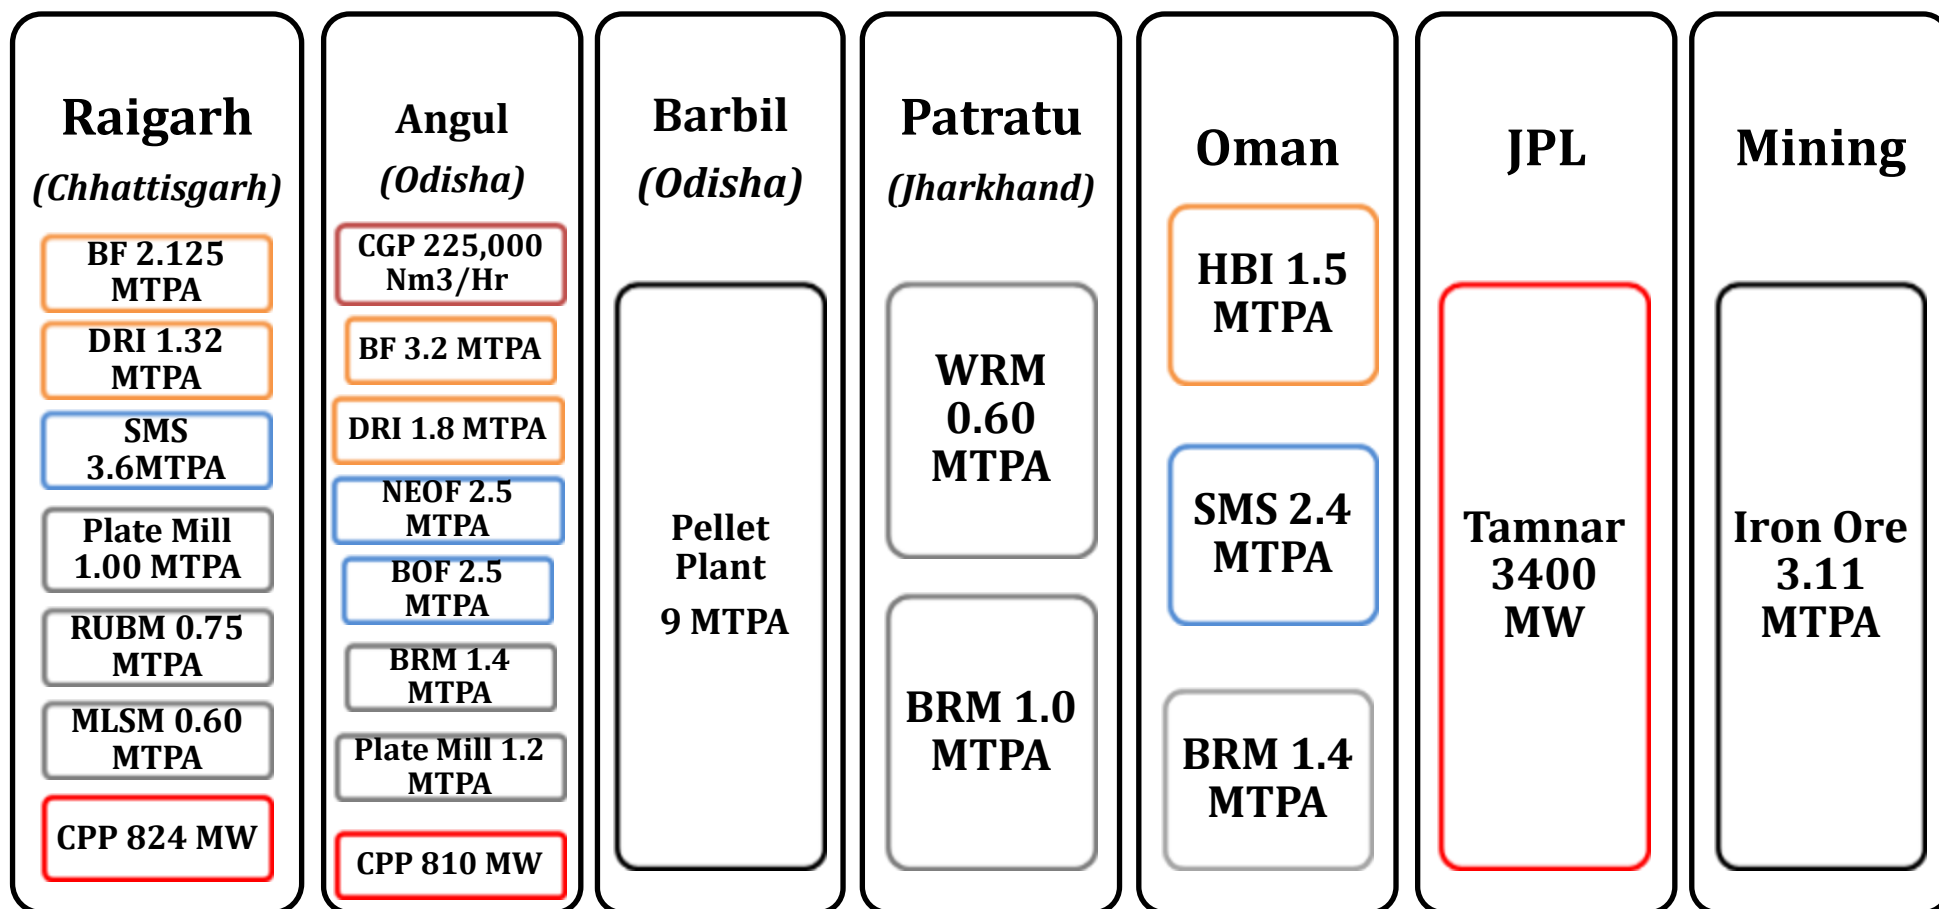 Raigarh
(Chhattisgarh)
BF 2.125
MTPA
DRI 1.32
MTPA
SMS
3.6MTPA
Plate Mill
1.00 MTPA
RUBM 0.75
MTPA
MLSM 0.60
MTPA
CPP 824 MW
Angul
(Odisha)
CGP 225,000
Nm3/Hr
BF 3.2 MTPA
DRI 1.8 MTPA
NEOF 2.5
MTPA
BOF 2.5
MTPA
BRM 1.4
MTPA
Plate Mill 1.2
MTPA
CPP 810 MW
Barbil
(Odisha)
Pellet
Plant
9 MTPA
Patratu
(Jharkhand)
WRM
0.60
MTPA
BRM 1.0
MTPA
Oman
HBI 1.5
MTPA
SMS 2.4
MTPA
BRM 1.4
MTPA
JPL
Tamnar
3400
MW
Mining
Iron Ore
3.11
MTPA